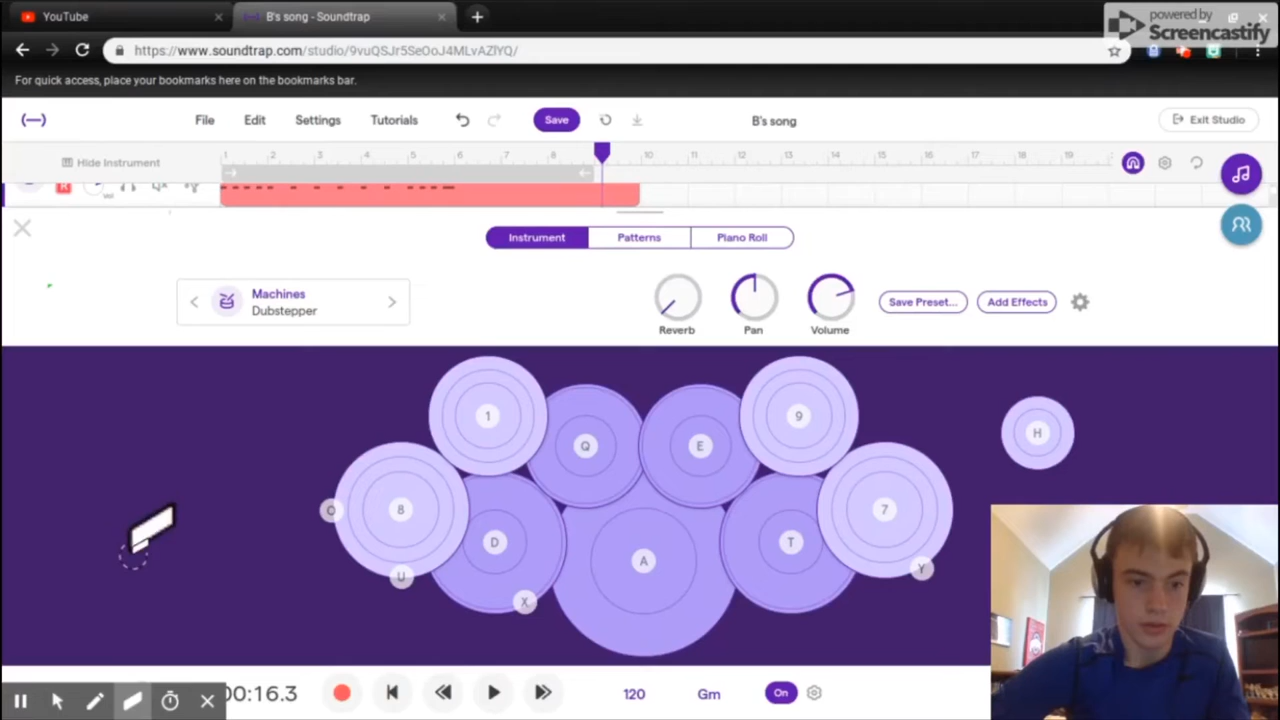 YouTube
B's song - Soundtrap
powered by
Screencastify
https://www.soundtrap.com/studio/9vuQSJr5SeOoJ4MLvAZlYQ/
For quick access, place your bookmarks here on the bookmarks bar.
File Edit Settings Tutorials Save B's song Exit Studio
Hide Instrument 1 2 3 4 5 6 7 8 10 11 12 13 14 15 16 17 18 19
R
Vol
Instrument Patterns Piano Roll
Machines
Dubstepper
Save Preset... Add Effects
Reverb Pan Volume
1 9
Q E H
8 7
O
D A T
U Y
X
00:16.3 120 Gm On